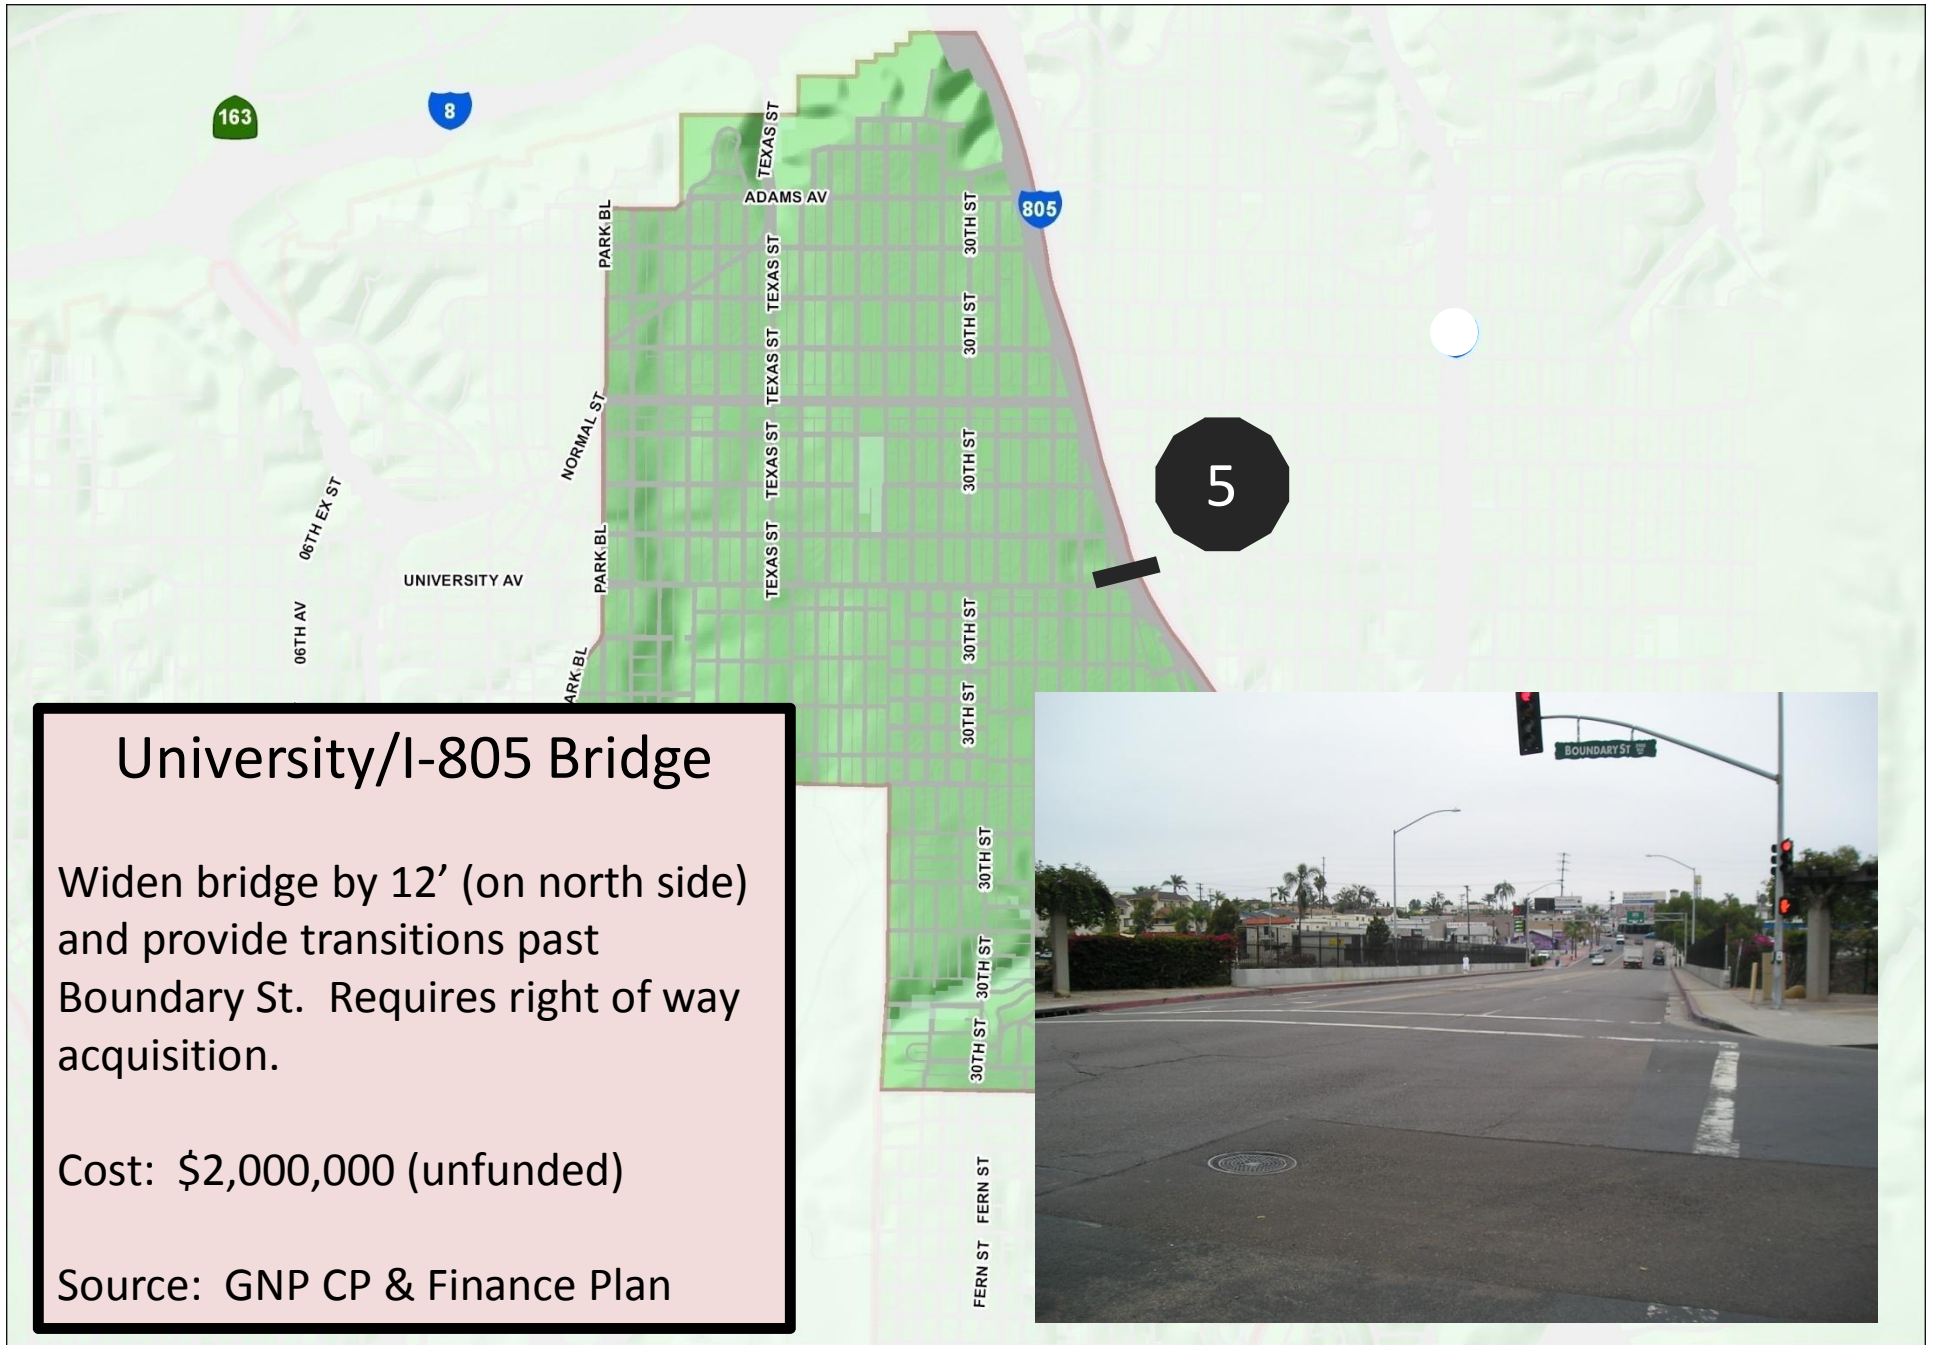 163
8
TEXAS ST
ADAMS AV
PARK BL
30TH ST
805
TEXAS ST
30TH ST
TEXAS ST
NORMAL ST
TEXAS ST
30TH ST
5
06TH EX ST
PARK BL
TEXAS ST
UNIVERSITY AV
06TH AV
30TH ST
ARK BL
30TH ST
University/I-805 Bridge
Widen bridge by 12’ (on north side)
and provide transitions past
Boundary St. Requires right of way
acquisition.
Cost: $2,000,000 (unfunded)
Source: GNP CP & Finance Plan
BOUNDARY ST
30TH ST
30TH ST
30TH ST
FERN ST
FERN ST